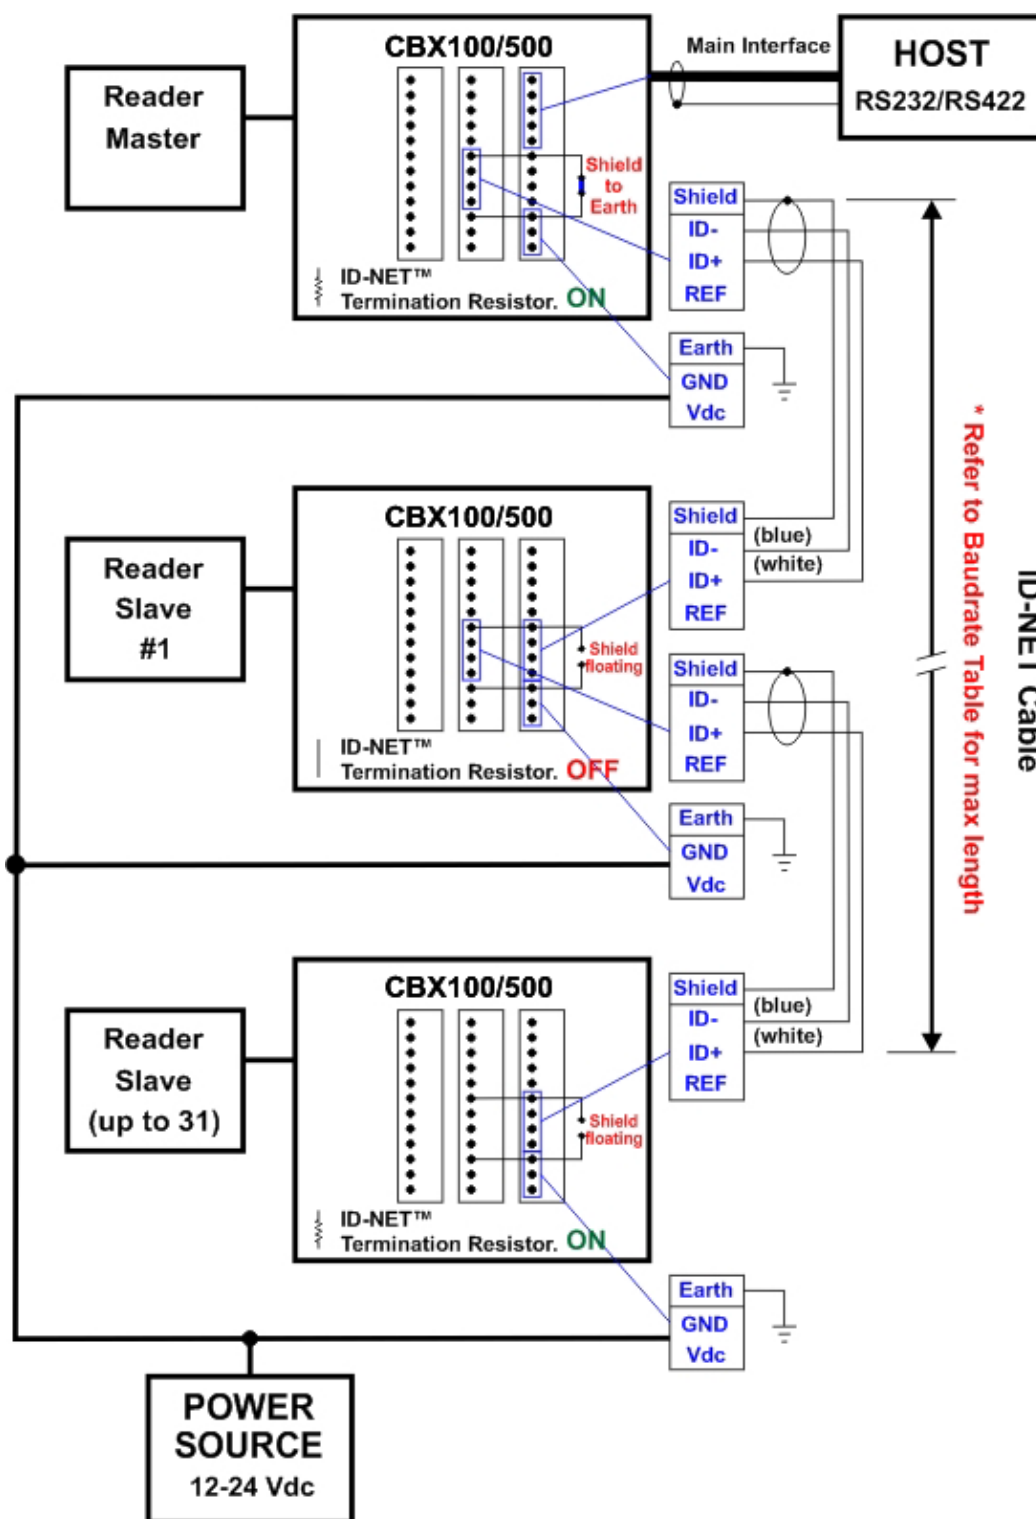 CBX100/500
Reader
Master
Main Interface
HOST
RS232/RS422
Shield
to
Earth
ID-NET™
Termination Resistor. ON
Shield
ID-
ID+
REF
Earth
GND
Vdc
CBX100/500
Reader
Slave
#1
Shield
floating
ID-NET™
Termination Resistor. OFF
Shield
ID-
(blue)
ID+
(white)
REF
Shield
ID-
ID+
REF
Earth
GND
Vdc
CBX100/500
Reader
Slave
(up to 31)
Shield
floating
ID-NET™
Termination Resistor. ON
Shield
ID-
(blue)
ID+
(white)
REF
Earth
GND
Vdc
POWER
SOURCE
12-24 Vdc
* Refer to Baudrate Table for max length
ID-NET Cable